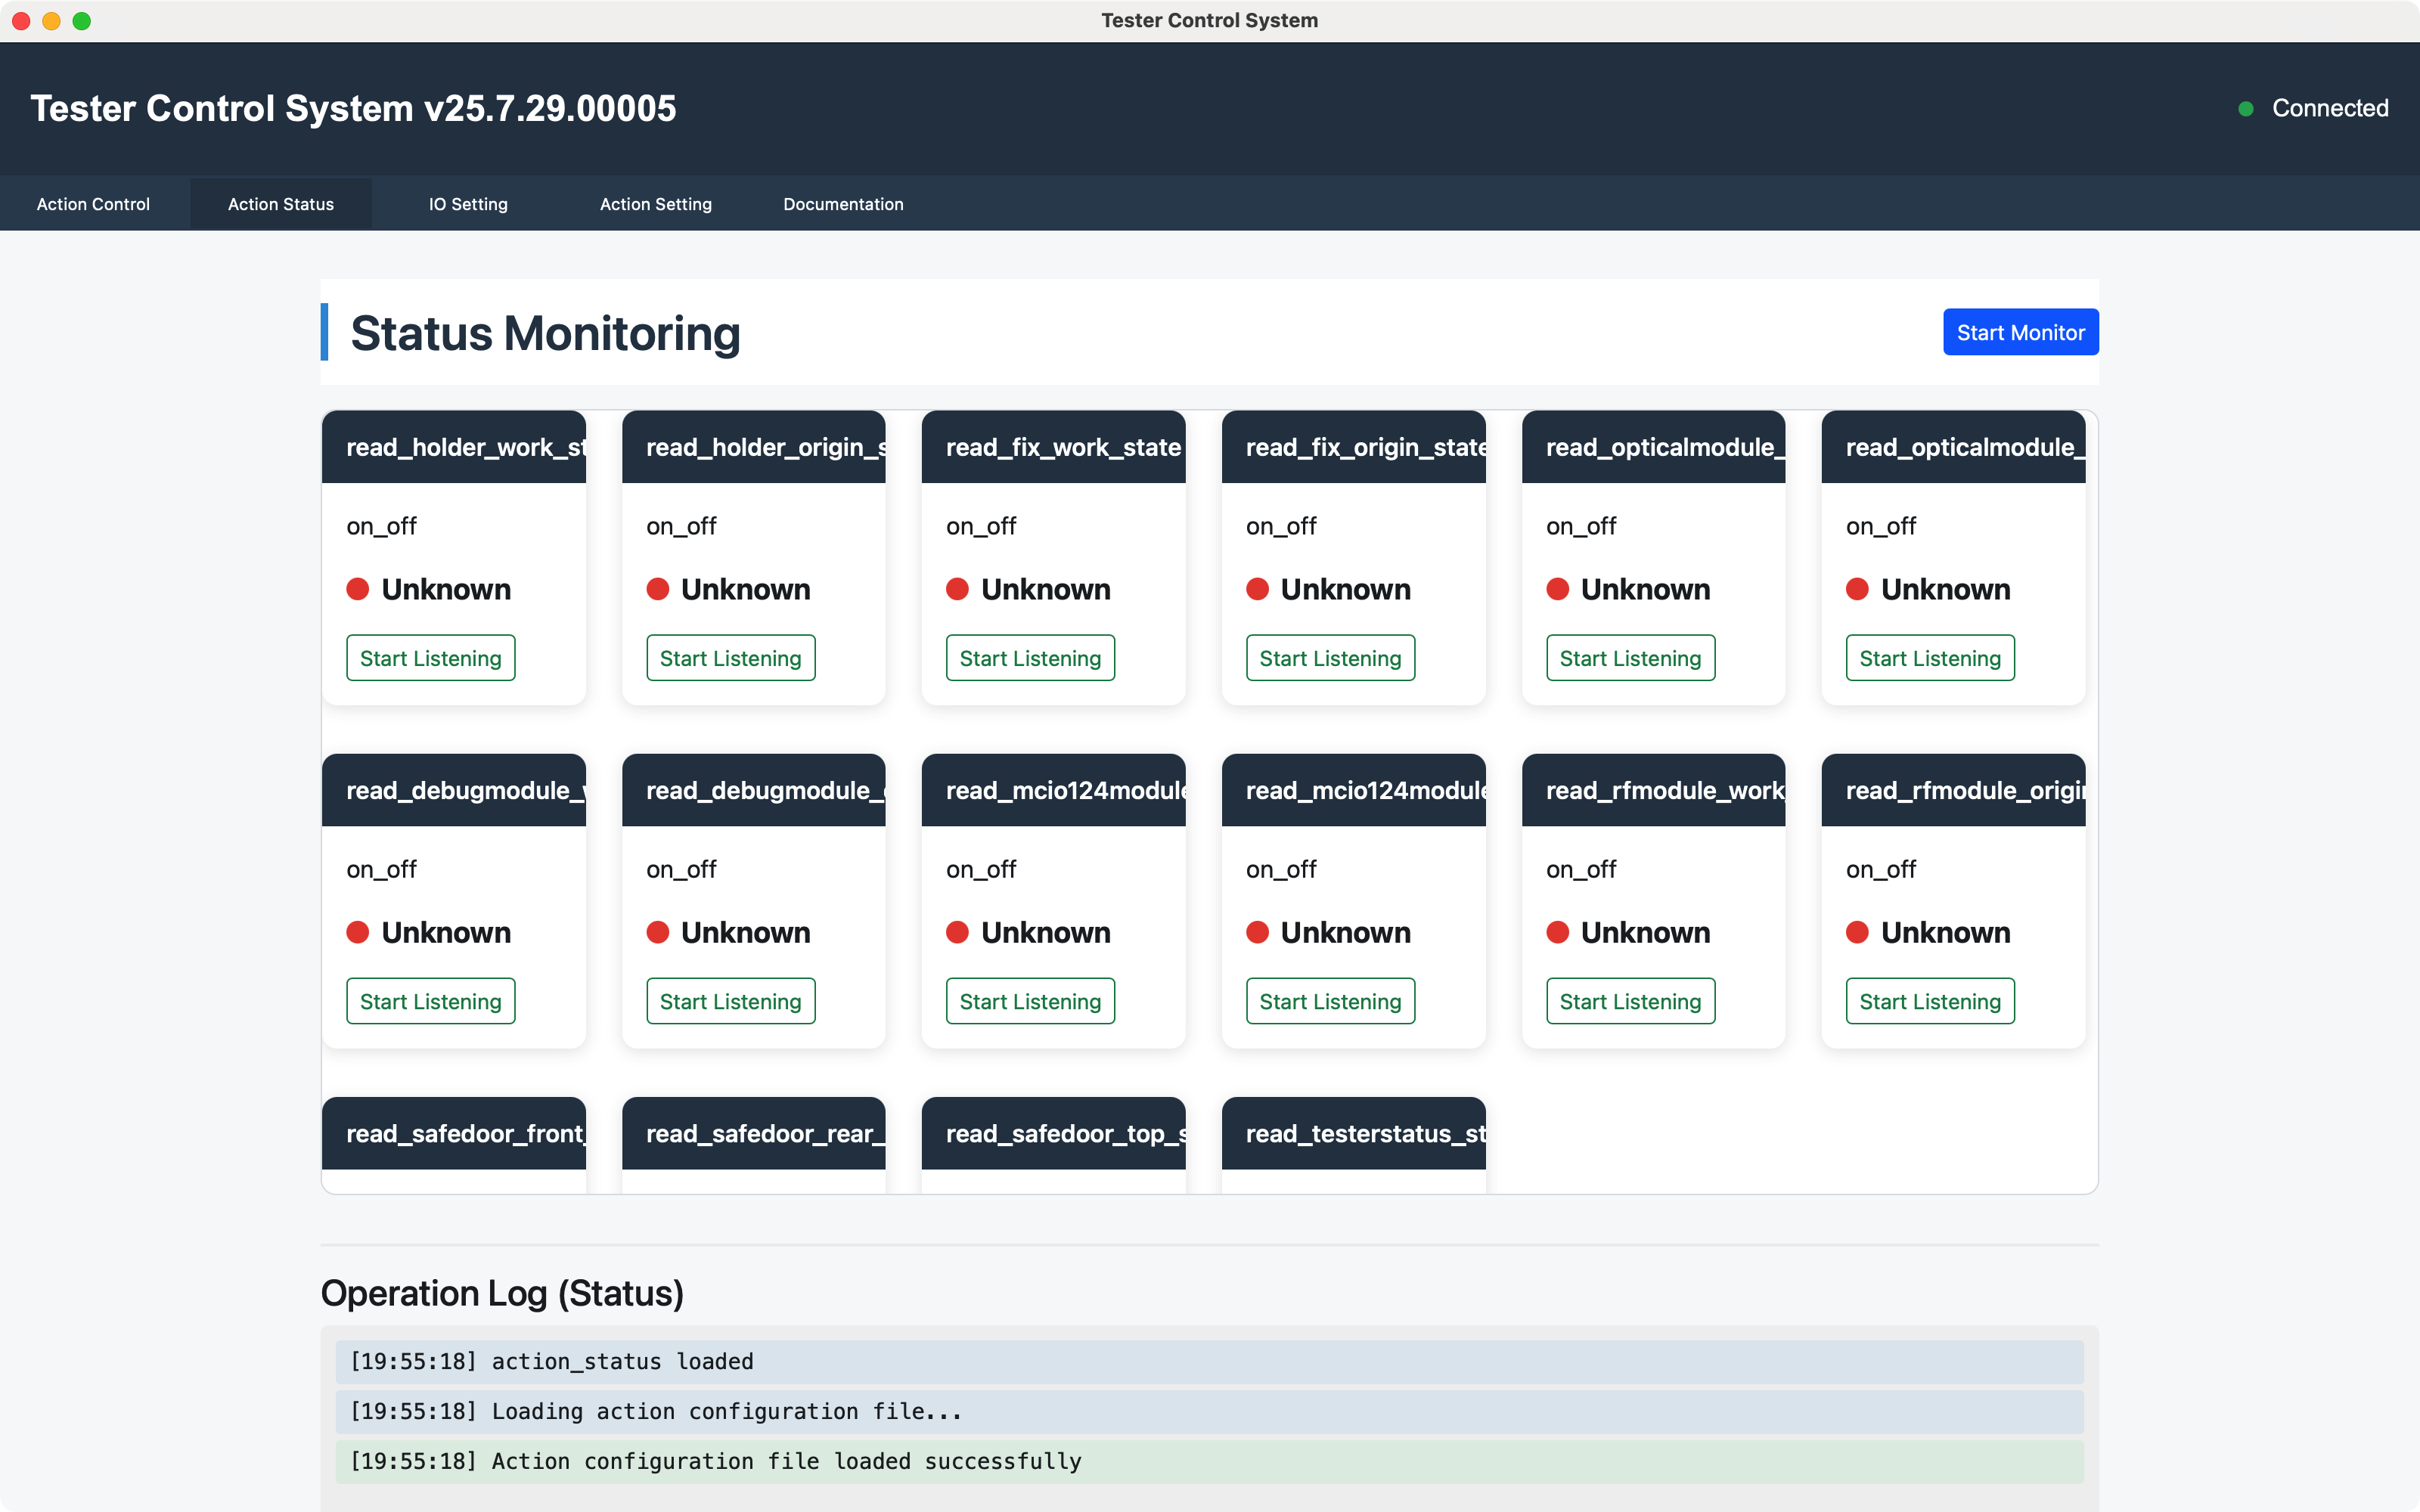 Tester Control System
Tester Control System v25.7.29.00005
Connected
Action Control Action Status IO Setting Action Setting Documentation
Status Monitoring
Start Monitor
read_holder_work_st read_holder_origin_s read_fix_work_state read_fix_origin_state read_opticalmodule_ read_opticalmodule_
on_off on_off on_off on_off on_off on_off
Unknown Unknown Unknown Unknown Unknown Unknown
Start Listening Start Listening Start Listening Start Listening Start Listening Start Listening
read_debugmodule_ read_debugmodule_ read_mcio124module read_mcio124module read_rfmodule_work_ read_rfmodule_origin
on_off on_off on_off on_off on_off on_off
Unknown Unknown Unknown Unknown Unknown Unknown
Start Listening Start Listening Start Listening Start Listening Start Listening Start Listening
read_safedoor_front_ read_safedoor_rear_ read_safedoor_top_s read_testerstatus_st
Operation Log (Status)
[19:55:18] action_status loaded
[19:55:18] Loading action configuration file...
[19:55:18] Action configuration file loaded successfully